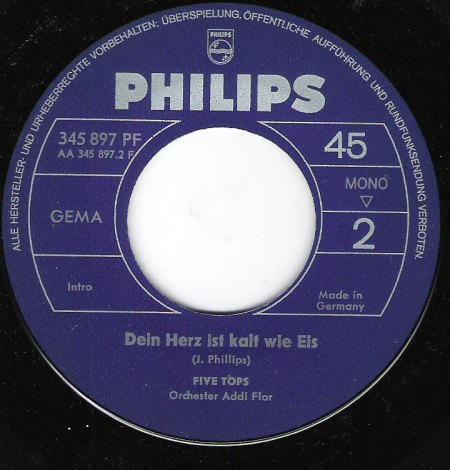 ALLE HERSTELLER- UND URHEBERRECHTE VORBEHALTEN; ÜBERSPIELUNG, ÖFFENTLICHE AUFFÜHRUNG UND RUNDFUNKSENDUNG VERBOTEN
PHILIPS
PHILIPS
345 897 PF
AA 345 897.2 F
45
MONO
▽
GEMA
2
Intro
Made in
Germany
Dein Herz ist kalt wie Eis
(J. Phillips)
FIVE TOPS
Orchester Addi Flor